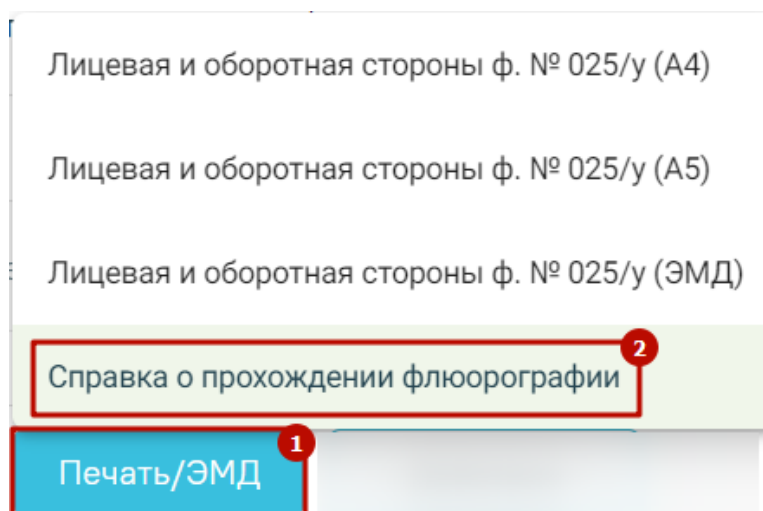 Лицевая и оборотная стороны ф. № 025/у (А4)
Лицевая и оборотная стороны ф. № 025/у (А5)
Лицевая и оборотная стороны ф. № 025/у (ЭМД)
Справка о прохождении флюорографии
2
1
Печать/ЭМД